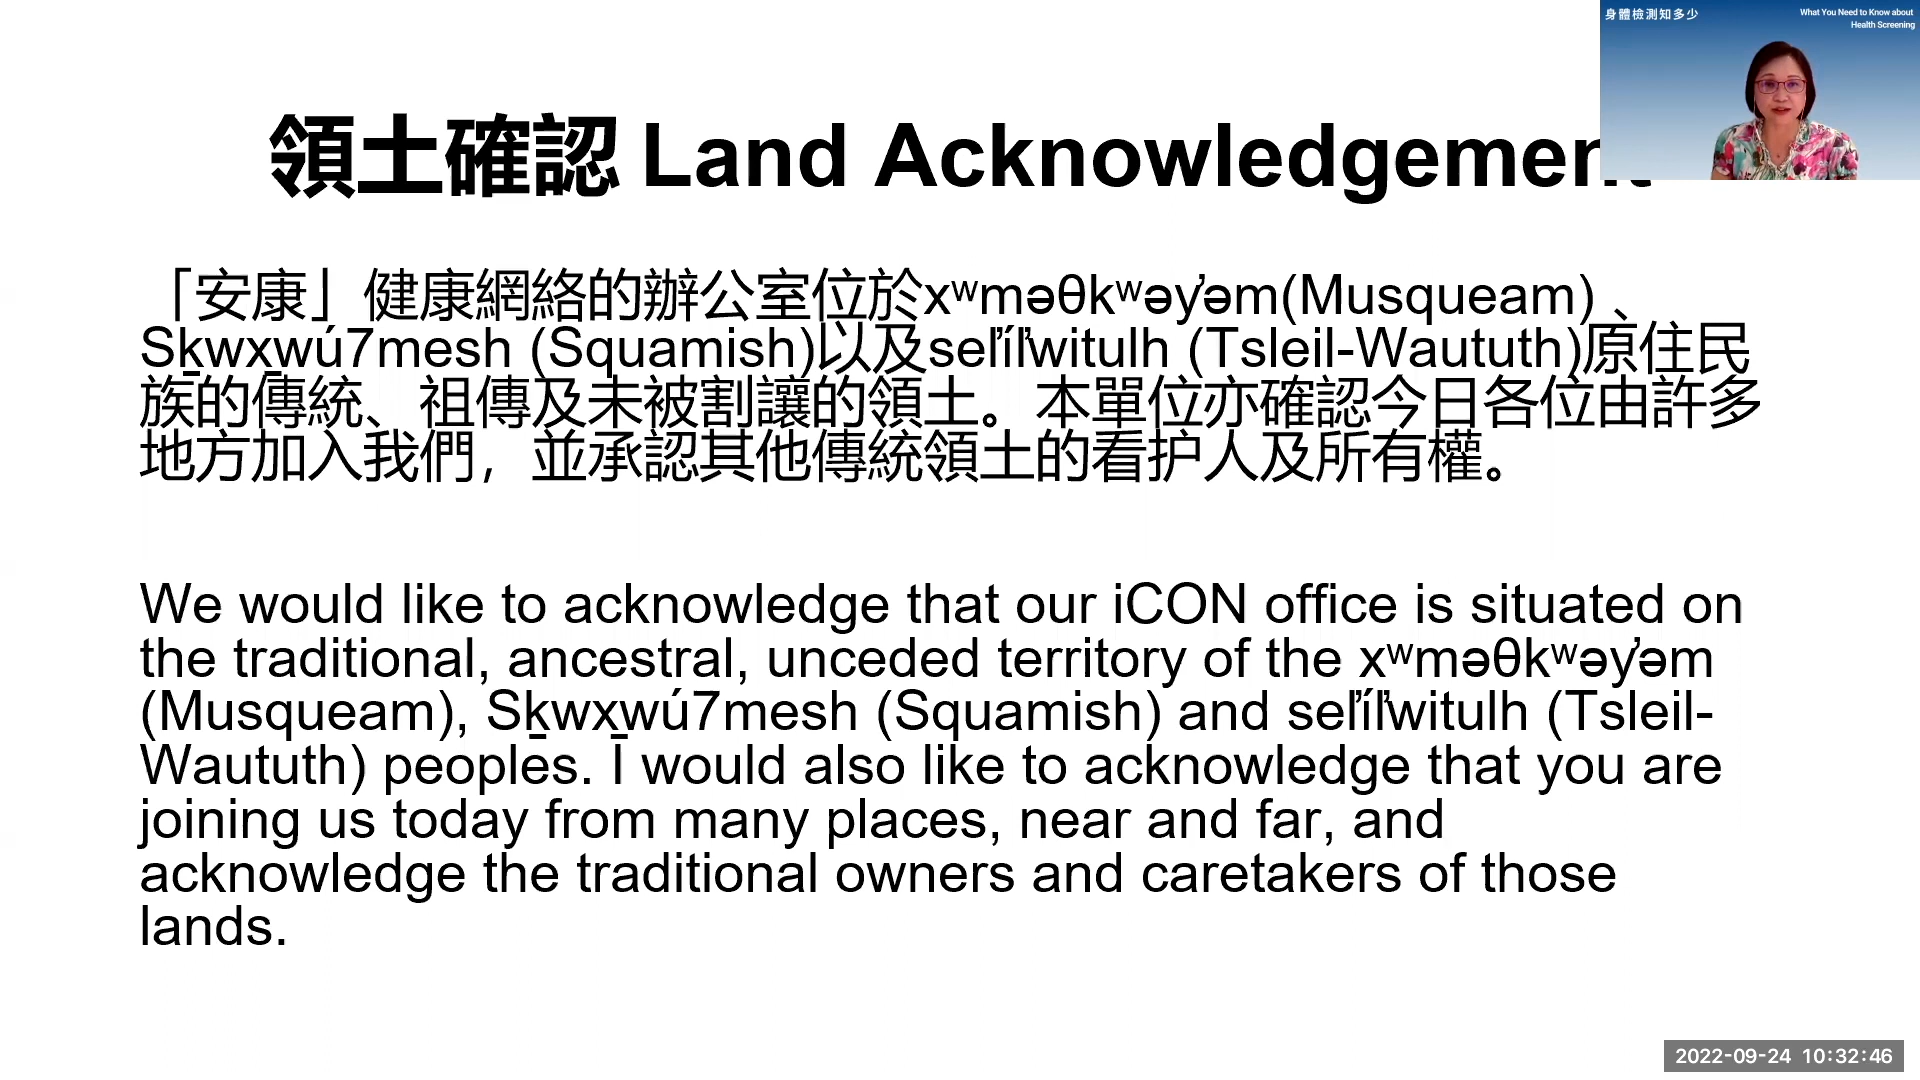 身體檢測知多少
What You Need to Know about
Health Screening
領土確認 Land Acknowledgement
「安康」健康網絡的辦公室位於xʷməθkʷəy̓əm(Musqueam) 、
Sḵwx̱wú7mesh (Squamish)以及sel̓íl̓witulh (Tsleil-Waututh)原住民
族的傳統、祖傳及未被割讓的領土。本單位亦確認今日各位由許多
地方加入我們，並承認其他傳統領土的看护人及所有權。
We would like to acknowledge that our iCON office is situated on
the traditional, ancestral, unceded territory of the xʷməθkʷəy̓əm
(Musqueam), Sḵwx̱wú7mesh (Squamish) and sel̓íl̓witulh (Tsleil-
Waututh) peoples. I would also like to acknowledge that you are
joining us today from many places, near and far, and
acknowledge the traditional owners and caretakers of those
lands.
2022-09-24 10:32:46